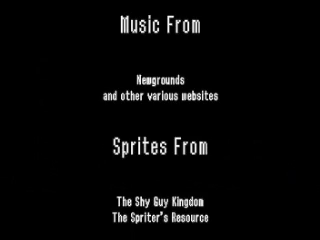 Music From
Newgrounds
and other various websites
Sprites From
The Shy Guy Kingdom
The Spriter's Resource